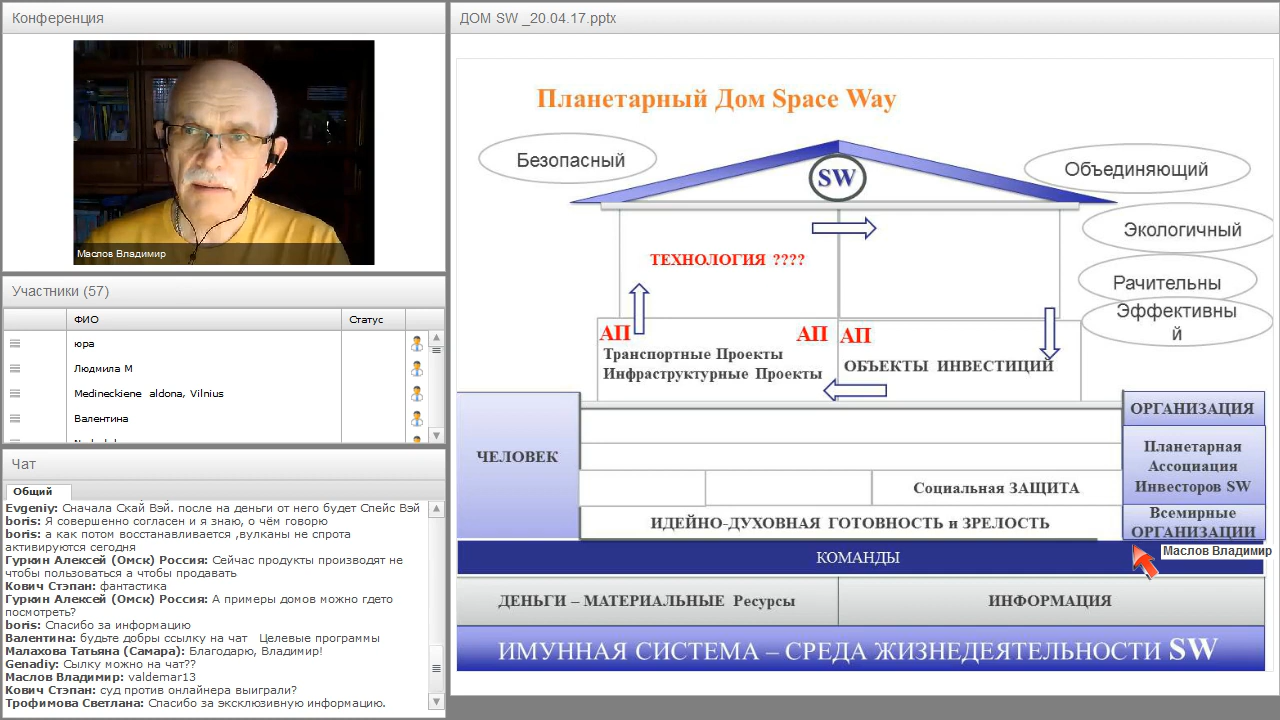 Конференция
Маслов Владимир
Участники (57)
ФИО
Статус
юра
Людмила М
Medineckiene aldona, Vilnius
Валентина
Чат
Общий
Evgeniy: Сначала Скай Вэй. после на деньги от него будет Спейс Вэй
boris: Я совершенно согласен и я знаю, о чём говорю
boris: а как потом восстанавливается ,вулканы не спрота
активируются сегодня
Гуркин Алексей (Омск) Россия: Сейчас продукты производят не
чтобы пользоваться а чтобы продавать
Кович Стэпан: фантастика
Гуркин Алексей (Омск) Россия: А примеры домов можно гдето
посмотреть?
boris: Спасибо за информацию
Валентина: будьте добры ссылку на чат Целевые программы
Малахова Татьяна (Самара): Благодарю, Владимир!
Genadiy: Сылку можно на чат??
Маслов Владимир: valdemar13
Кович Стэпан: суд против онлайнера выиграли?
Трофимова Светлана: Спасибо за эксклюзивную информацию.
ДОМ SW _20.04.17.pptx
Планетарный Дом Space Way
Безопасный
SW
Объединяющий
Экологичный
Рачительны
Эффективны
й
ТЕХНОЛОГИЯ ????
АП
АП
АП
Транспортные Проекты
Инфраструктурные Проекты
ОБЪЕКТЫ ИНВЕСТИЦИЙ
ЧЕЛОВЕК
ОРГАНИЗАЦИЯ
Планетарная
Ассоциация
Инвесторов SW
Социальная ЗАЩИТА
ИДЕЙНО-ДУХОВНАЯ ГОТОВНОСТЬ и ЗРЕЛОСТЬ
Всемирные
ОРГАНИЗАЦИИ
Маслов Владимир
КОМАНДЫ
ДЕНЬГИ – МАТЕРИАЛЬНЫЕ Ресурсы
ИНФОРМАЦИЯ
ИМУННАЯ СИСТЕМА – СРЕДА ЖИЗНЕДЕЯТЕЛЬНОСТИ SW